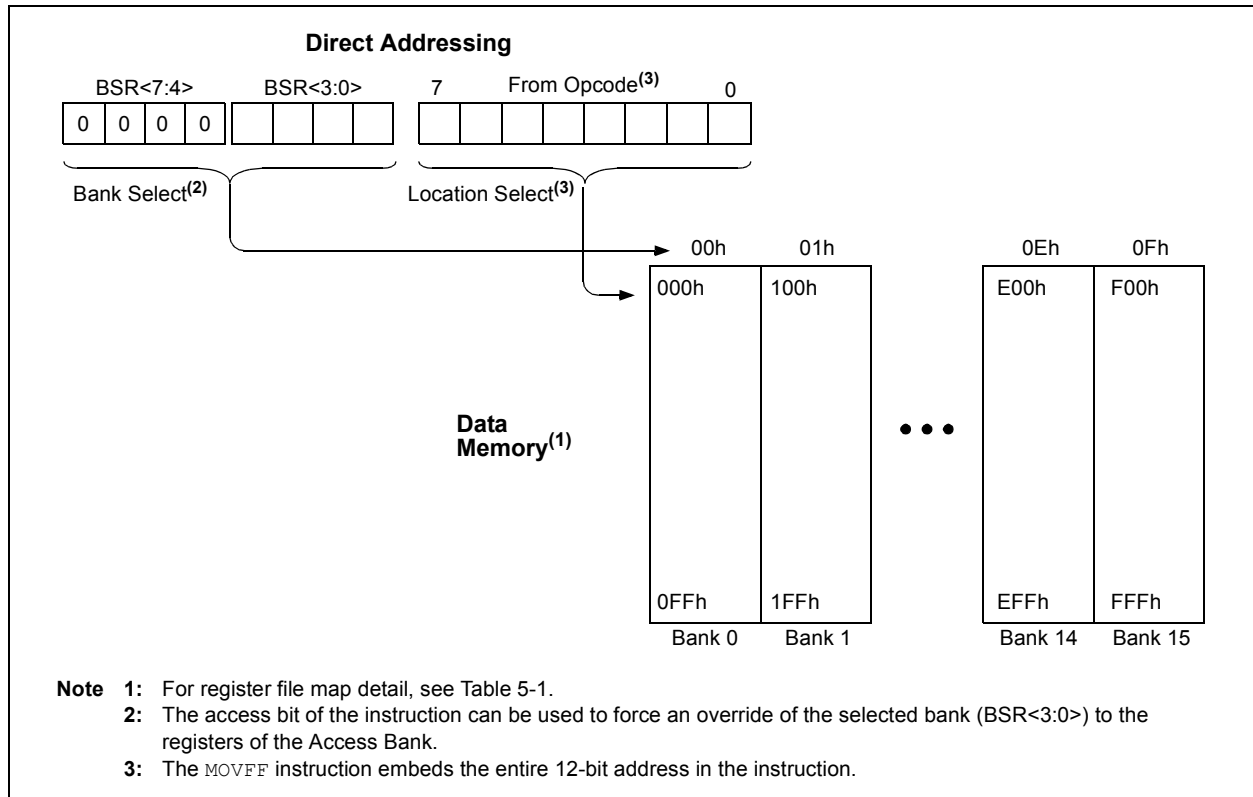 Direct Addressing
BSR<7:4> BSR<3:0> 7 From Opcode(3) 0
0 0 0 0
Bank Select(2) Location Select(3)
00h 01h 0Eh 0Fh
000h 100h E00h F00h
Data
Memory(1)
0FFh 1FFh EFFh FFFh
Bank 0 Bank 1 Bank 14 Bank 15
Note 1: For register file map detail, see Table 5-1.
2: The access bit of the instruction can be used to force an override of the selected bank (BSR<3:0>) to the
registers of the Access Bank.
3: The MOVFF instruction embeds the entire 12-bit address in the instruction.